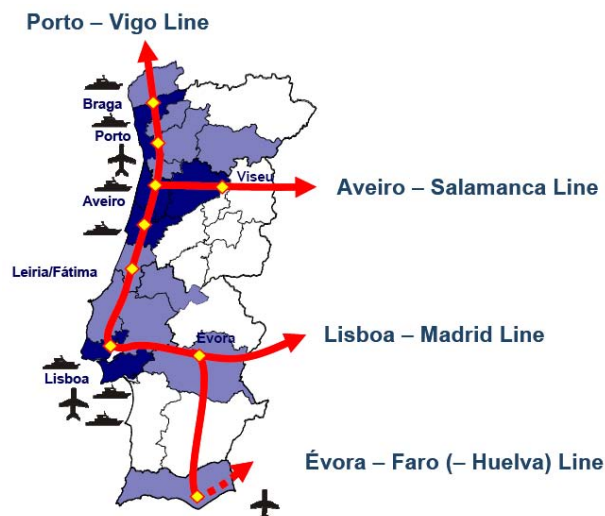 Porto – Vigo Line
Braga
Porto
Viseu
Aveiro
Aveiro – Salamanca Line
Leiria/Fátima
Évora
Lisboa – Madrid Line
Lisboa
Évora – Faro (– Huelva) Line